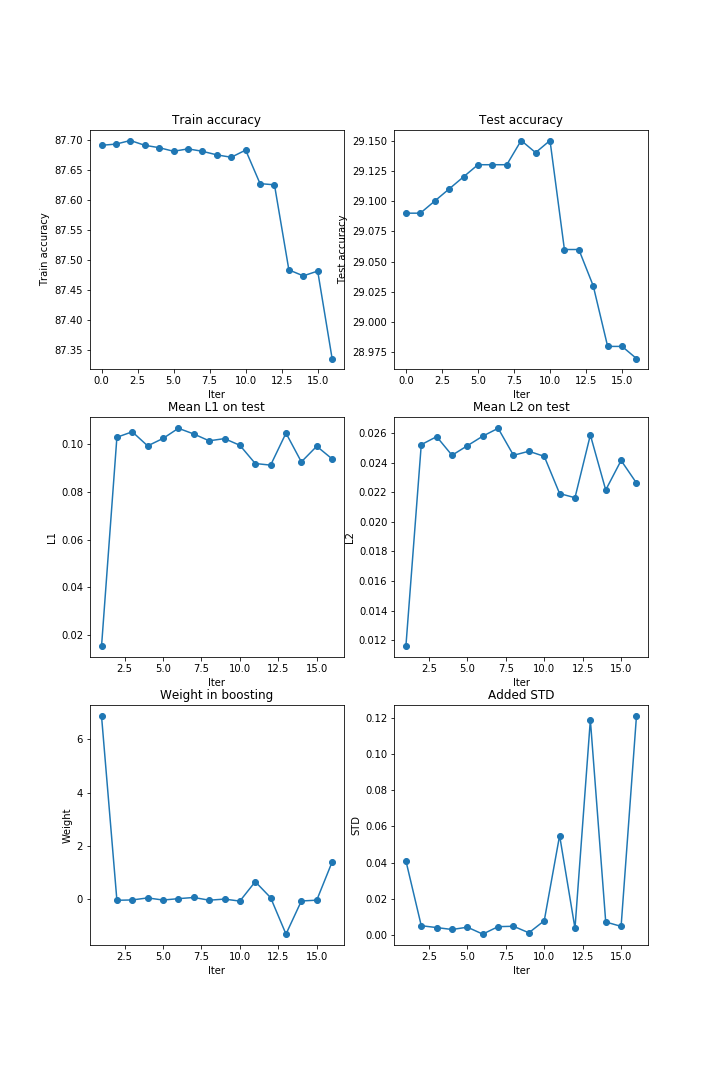 Train accuracy
Train accuracy
87.70
87.65
87.60
87.55
87.50
87.45
87.40
87.35
0.0 2.5 5.0 7.5 10.0 12.5 15.0
Iter
Test accuracy
Test accuracy
29.150
29.125
29.100
29.075
29.050
29.025
29.000
28.975
0.0 2.5 5.0 7.5 10.0 12.5 15.0
Iter
Mean L1 on test
L1
0.10
0.08
0.06
0.04
0.02
2.5 5.0 7.5 10.0 12.5 15.0
Iter
Mean L2 on test
L2
0.026
0.024
0.022
0.020
0.018
0.016
0.014
0.012
2.5 5.0 7.5 10.0 12.5 15.0
Iter
Weight in boosting
Weight
6
4
2
0
2.5 5.0 7.5 10.0 12.5 15.0
Iter
Added STD
STD
0.12
0.10
0.08
0.06
0.04
0.02
0.00
2.5 5.0 7.5 10.0 12.5 15.0
Iter